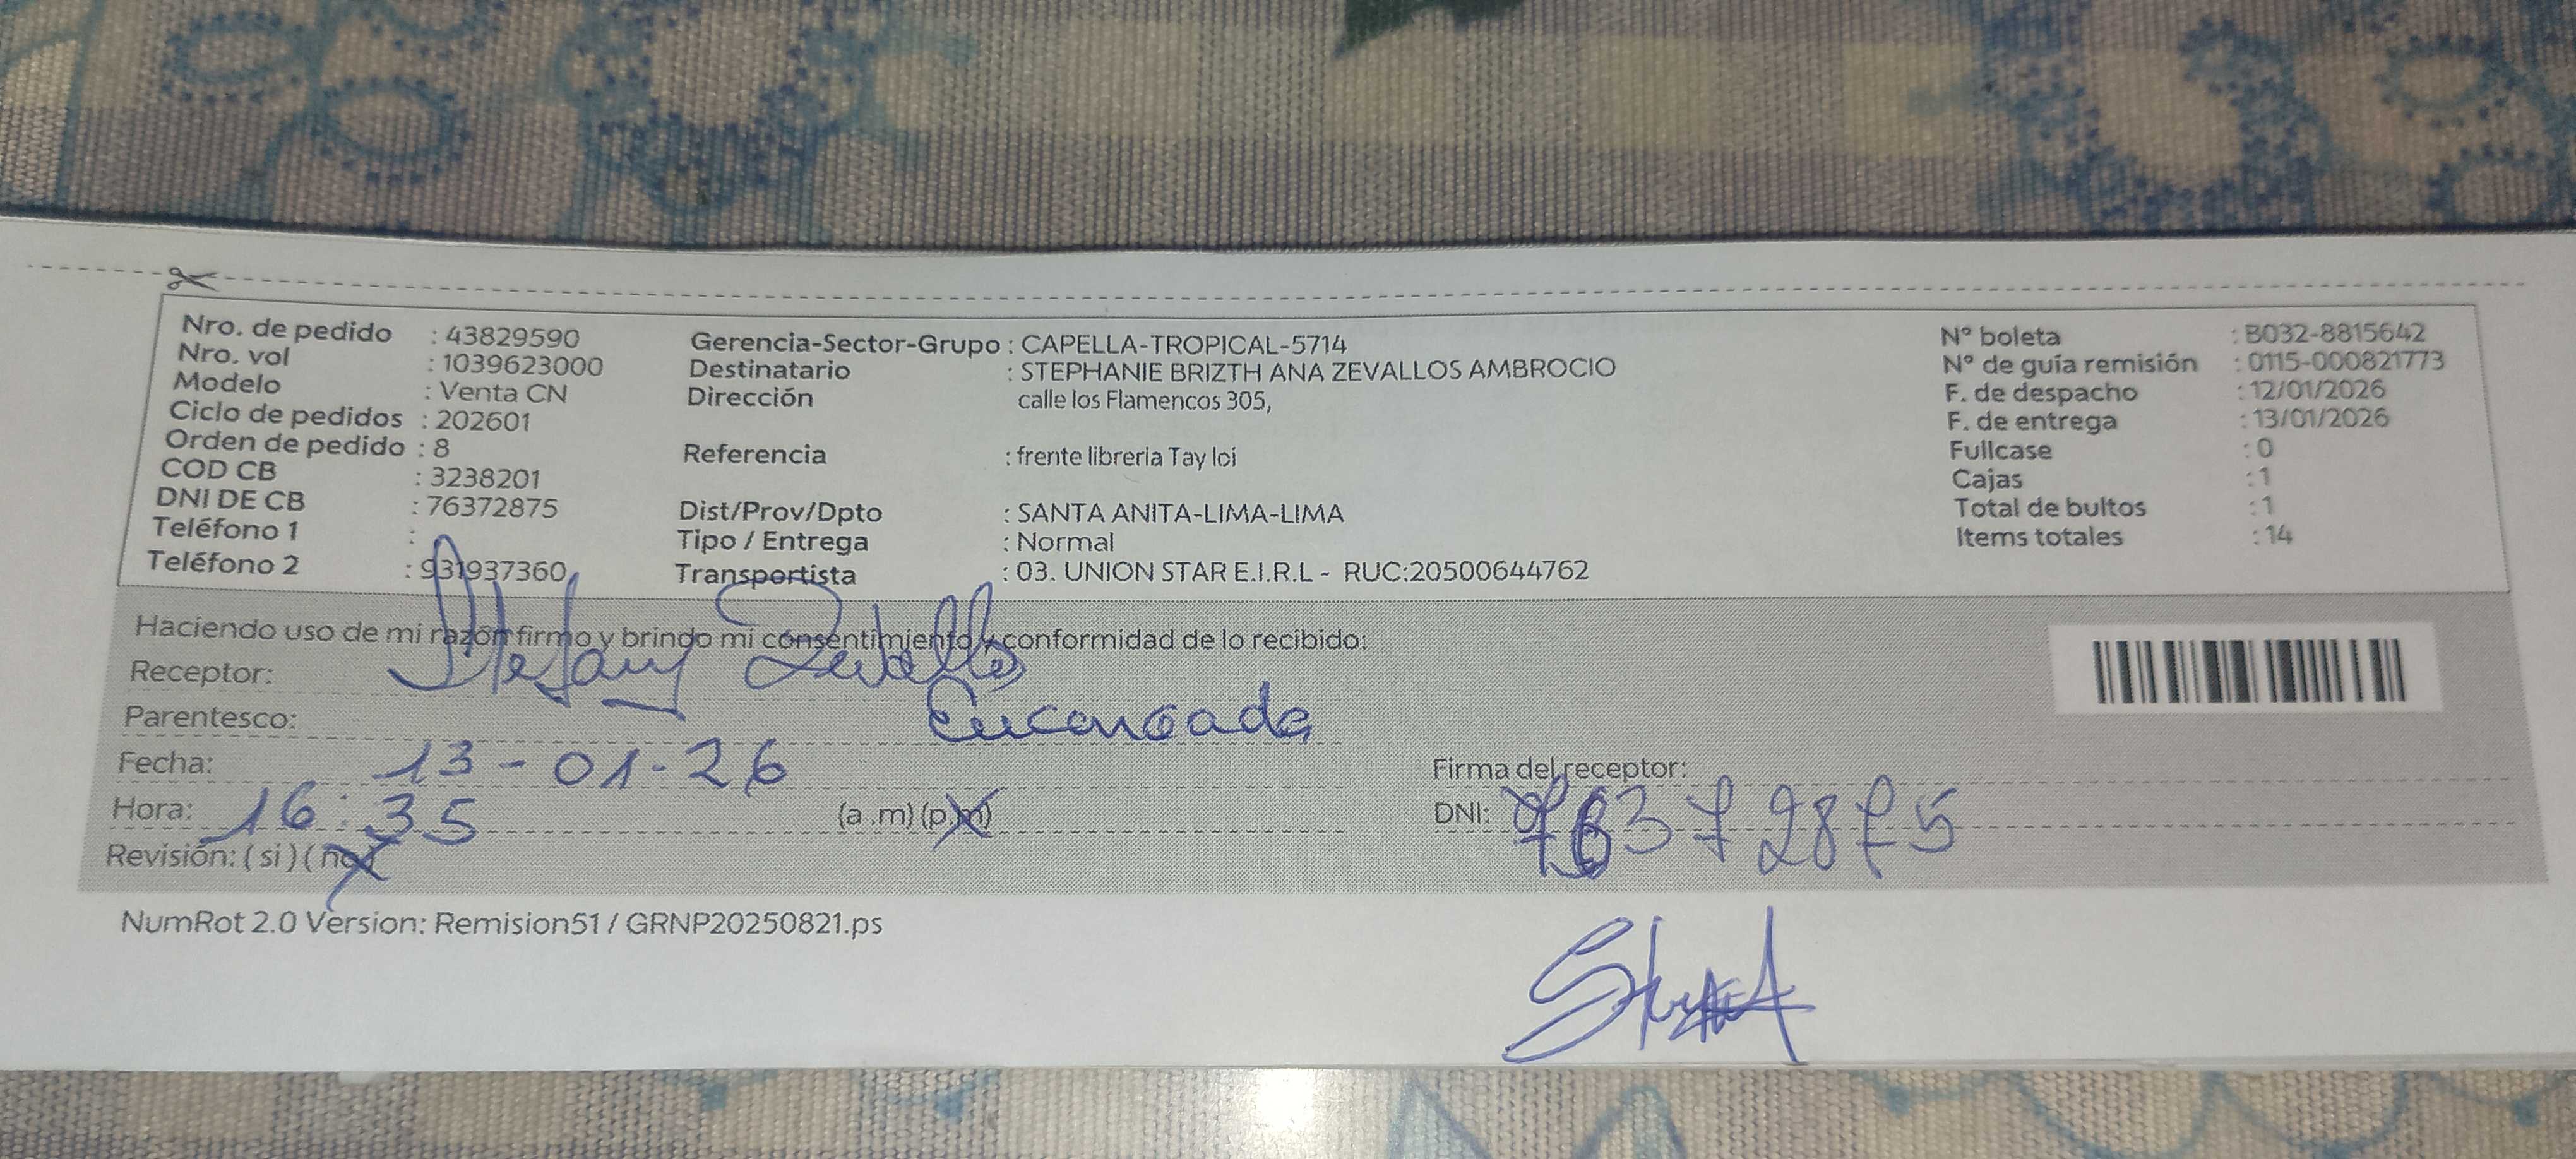 Nro. de pedido : 43829590
Nro. vol : 1039623000
Modelo : Venta CN
Ciclo de pedidos : 202601
Orden de pedido : 8
COD CB : 3238201
DNI DE CB : 76372875
Teléfono 1 :
Teléfono 2 : 931937360
Gerencia-Sector-Grupo : CAPELLA-TROPICAL-5714
Destinatario : STEPHANIE BRIZTH ANA ZEVALLOS AMBROCIO
Dirección calle los Flamencos 305,
Referencia : frente libreria Tay loi
Dist/Prov/Dpto : SANTA ANITA-LIMA-LIMA
Tipo / Entrega : Normal
Transportista : 03. UNION STAR E.I.R.L - RUC:20500644762
N° boleta : B032-8815642
N° de guía remisión : 0115-000821773
F. de despacho : 12/01/2026
F. de entrega : 13/01/2026
Fullcase : 0
Cajas : 1
Total de bultos : 1
Items totales : 14
Haciendo uso de mi razón firmo y brindo mi consentimiento y conformidad de lo recibido:
Receptor: Stefany Zevallos
Parentesco: Encargada
Fecha: 13-01-26
Hora: 16:35 (a .m) (p.m)
Revisión: ( si ) ( no )
Firma del receptor:
DNI: 76372875
NumRot 2.0 Version: Remision51 / GRNP20250821.ps